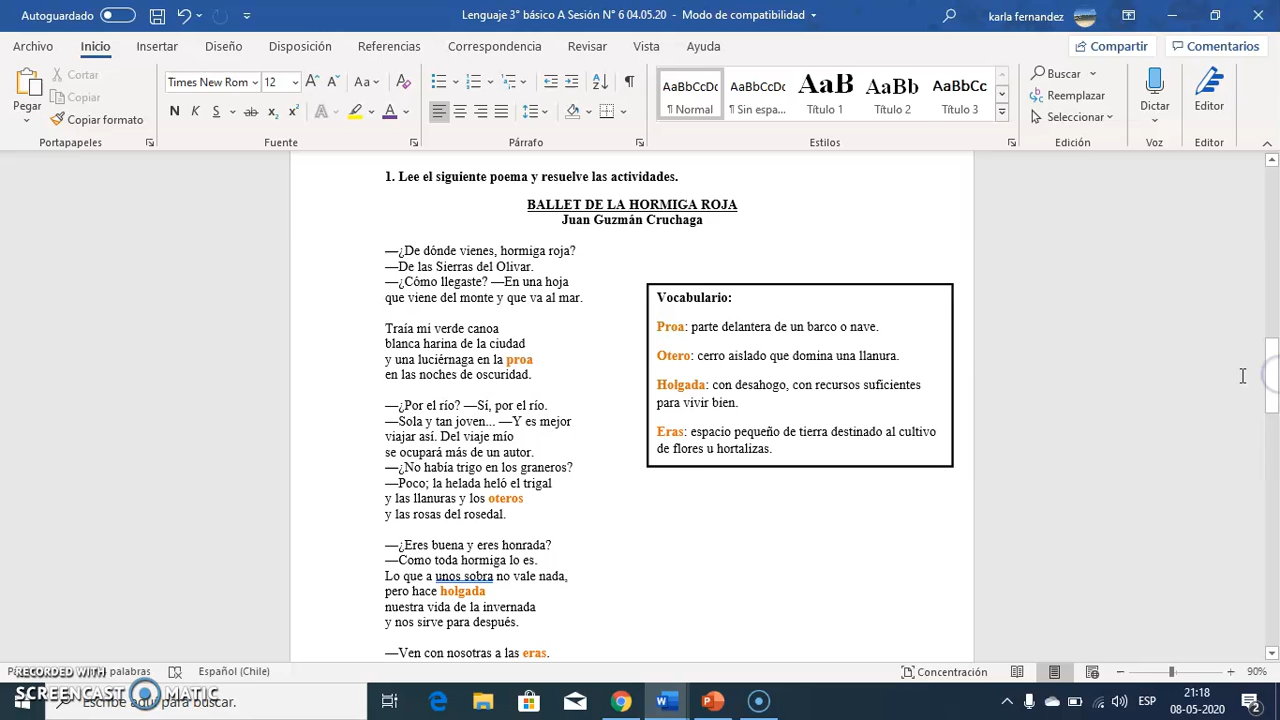 Autoguardado
Lenguaje 3° básico A Sesión N° 6 04.05.20 - Modo de compatibilidad
karla fernandez
Archivo Inicio Insertar Diseño Disposición Referencias Correspondencia Revisar Vista Ayuda Compartir Comentarios
Pegar
Cortar
Copiar
Copiar formato
Portapapeles
Times New Rom 12
N K S ab x₂ x²
Fuente
Párrafo
AaBbCcDc AaBbCcDc AaB AaBbC AaBbCc
¶ Normal ¶ Sin espa... Título 1 Título 2 Título 3
Estilos
Buscar
Reemplazar
Seleccionar
Edición
Dictar
Voz
Editor
Editor
1. Lee el siguiente poema y resuelve las actividades.
BALLET DE LA HORMIGA ROJA
Juan Guzmán Cruchaga
—¿De dónde vienes, hormiga roja?
—De las Sierras del Olivar.
—¿Cómo llegaste? —En una hoja
que viene del monte y que va al mar.
Traía mi verde canoa
blanca harina de la ciudad
y una luciérnaga en la proa
en las noches de oscuridad.
—¿Por el río? —Sí, por el río.
—Sola y tan joven... —Y es mejor
viajar así. Del viaje mío
se ocupará más de un autor.
—¿No había trigo en los graneros?
—Poco; la helada heló el trigal
y las llanuras y los oteros
y las rosas del rosedal.
—¿Eres buena y eres honrada?
—Como toda hormiga lo es.
Lo que a unos sobra no vale nada,
pero hace holgada
nuestra vida de la invernada
y nos sirve para después.
—Ven con nosotras a las eras.
Vocabulario:
Proa: parte delantera de un barco o nave.
Otero: cerro aislado que domina una llanura.
Holgada: con desahogo, con recursos suficientes
para vivir bien.
Eras: espacio pequeño de tierra destinado al cultivo
de flores u hortalizas.
palabras Español (Chile) Concentración 90%
RECORDED WITH
SCREENCAST MATIC
Escribe aquí para buscar.
ESP
21:18
08-05-2020
2